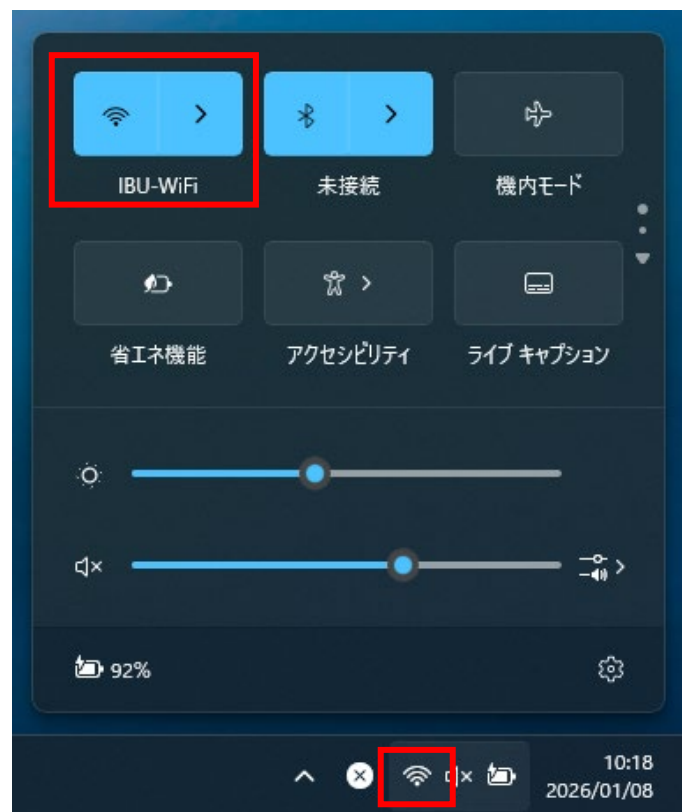 IBU-WiFi
未接続
機内モード
省エネ機能
アクセシビリティ
ライブ キャプション
92%
10:18
2026/01/08